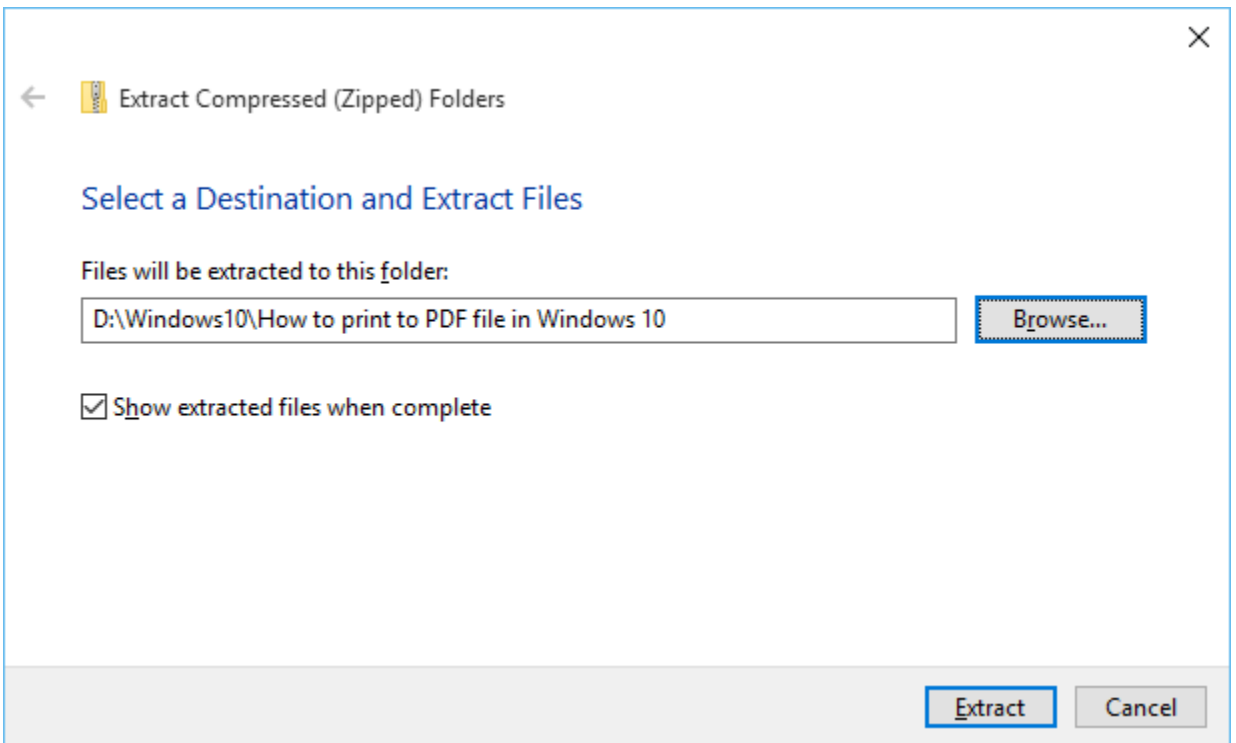 Extract Compressed (Zipped) Folders
Select a Destination and Extract Files
Files will be extracted to this folder:
D:\Windows10\How to print to PDF file in Windows 10
Browse...
Show extracted files when complete
Extract
Cancel